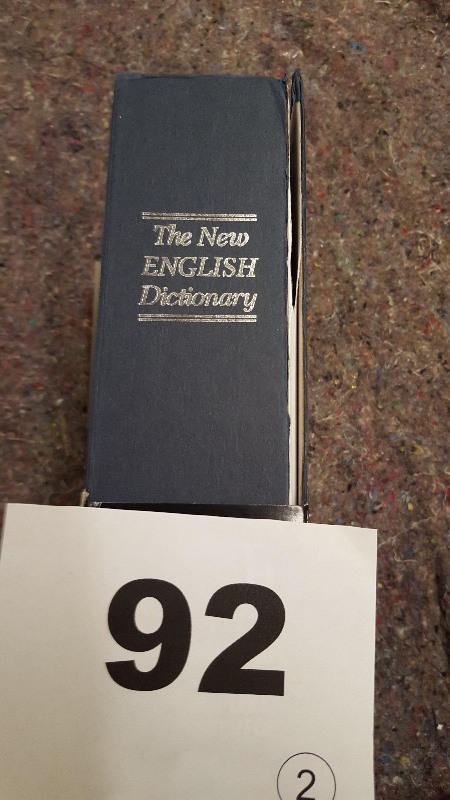 The New
ENGLISH
Dictionary
92
2